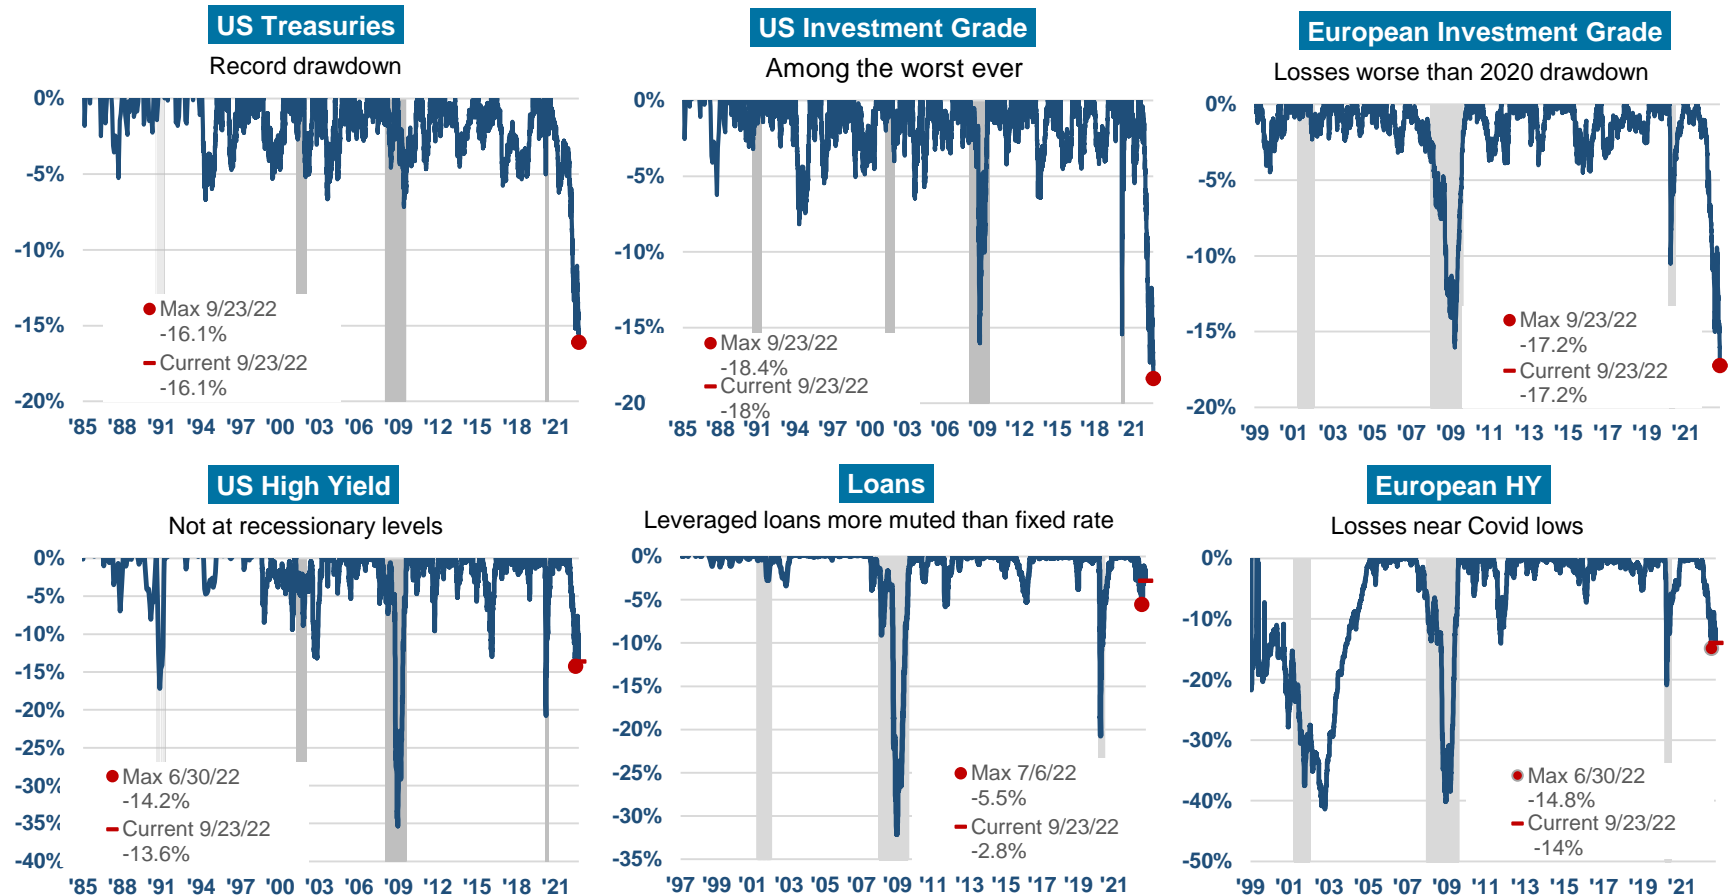 US Treasuries
Record drawdown
0%
-5%
-10%
-15%
-20%
Max 9/23/22
-16.1%
Current 9/23/22
-16.1%
'85 '88 '91 '94 '97 '00 '03 '06 '09 '12 '15 '18 '21
US Investment Grade
Among the worst ever
0%
-5%
-10%
-15%
-20
Max 9/23/22
-18.4%
Current 9/23/22
-18%
'85 '88 '91 '94 '97 '00 '03 '06 '09 '12 '15 '18 '21
European Investment Grade
Losses worse than 2020 drawdown
0%
-5%
-10%
-15%
-20%
Max 9/23/22
-17.2%
Current 9/23/22
-17.2%
'99 '01 '03 '05 '07 '09 '11 '13 '15 '17 '19 '21
US High Yield
Not at recessionary levels
0%
-5%
-10%
-15%
-20%
-25%
-30%
-35%
-40%
Max 6/30/22
-14.2%
Current 9/23/22
-13.6%
'85 '88 '91 '94 '97 '00 '03 '06 '09 '12 '15 '18 '21
Loans
Leveraged loans more muted than fixed rate
0%
-5%
-10%
-15%
-20%
-25%
-30%
-35%
Max 7/6/22
-5.5%
Current 9/23/22
-2.8%
'97 '99 '01 '03 '05 '07 '09 '11 '13 '15 '17 '19 '21
European HY
Losses near Covid lows
0%
-10%
-20%
-30%
-40%
-50%
Max 6/30/22
-14.8%
Current 9/23/22
-14%
'99 '01 '03 '05 '07 '09 '11 '13 '15 '17 '19 '21